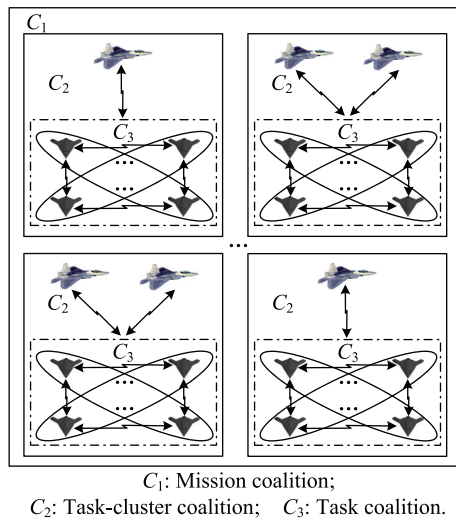 C1
C2
C2
C3
C3
...
...
...
...
...
C2
C2
C3
C3
...
...
...
...
C1: Mission coalition;
C2: Task-cluster coalition; C3: Task coalition.